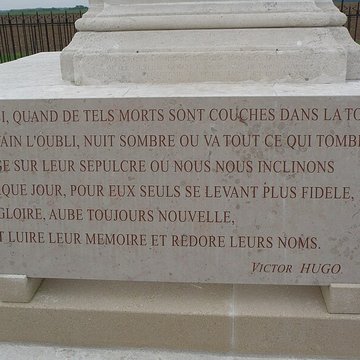 I, QUAND DE TELS MORTS SONT COUCHES DANS LA TO
AIN L'OUBLI, NUIT SOMBRE OU VA TOUT CE QUI TOMBE
GE SUR LEUR SEPULCRE OU NOUS NOUS INCLINONS
QUE JOUR, POUR EUX SEULS SE LEVANT PLUS FIDELE,
GLOIRE, AUBE TOUJOURS NOUVELLE,
T LUIRE LEUR MEMOIRE ET REDORE LEURS NOMS.
VICTOR HUGO